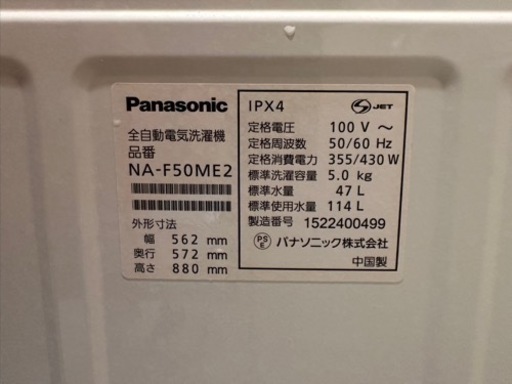 Panasonic
全自動電気洗濯機
品番
NA-F50ME2
外形寸法
幅 562 mm
奥行 572 mm
高さ 880 mm
IPX4
S JET
定格電圧 100 V ～
定格周波数 50/60 Hz
定格消費電力 355/430 W
標準洗濯容量 5.0 kg
標準水量 47 L
標準使用水量 114 L
製造番号 1522400499
PS E パナソニック株式会社
中国製